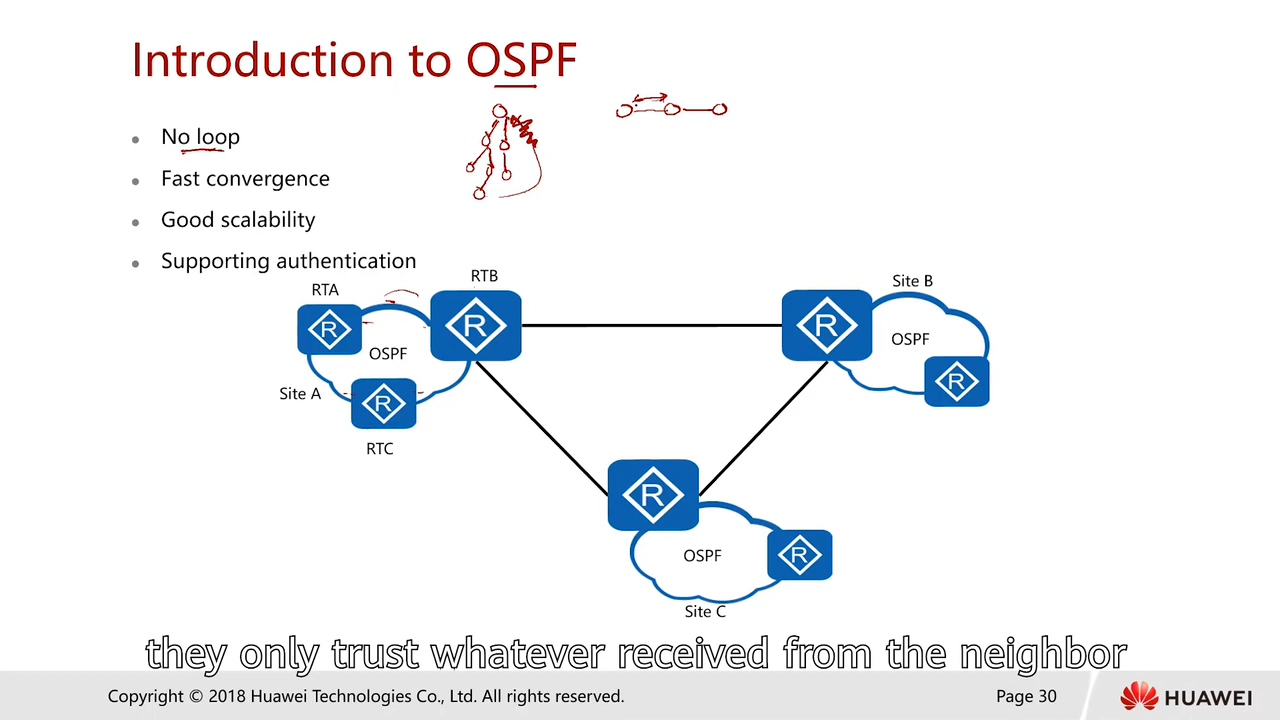 Introduction to OSPF
No loop
Fast convergence
Good scalability
Supporting authentication
RTA
RTB
Site B
R
R
R
OSPF
OSPF
Site A
R
R
RTC
R
OSPF
R
Site C
they only trust whatever received from the neighbor
Copyright © 2018 Huawei Technologies Co., Ltd. All rights reserved.
Page 30
HUAWEI